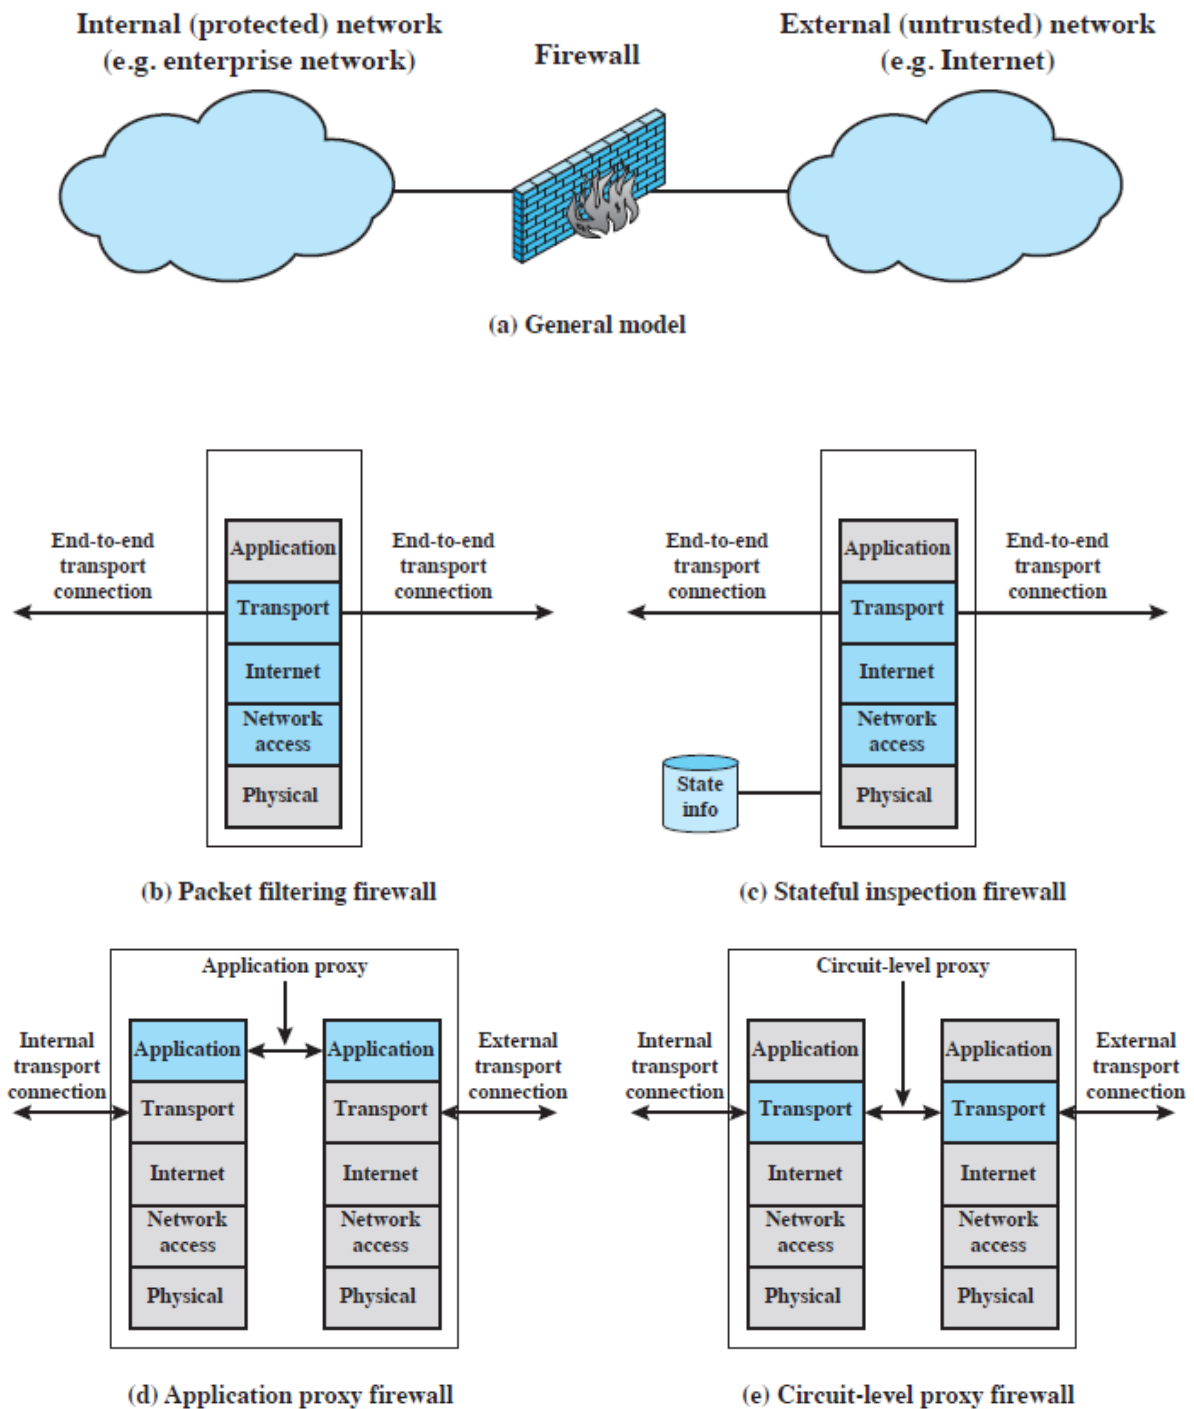 Internal (protected) network
(e.g. enterprise network)
Firewall
External (untrusted) network
(e.g. Internet)
(a) General model
End-to-end
transport
connection
Application
Transport
Internet
Network
access
Physical
End-to-end
transport
connection
(b) Packet filtering firewall
End-to-end
transport
connection
Application
Transport
Internet
Network
access
Physical
End-to-end
transport
connection
State
info
(c) Stateful inspection firewall
Application proxy
Internal
transport
connection
Application
Transport
Internet
Network
access
Physical
Application
Transport
Internet
Network
access
Physical
External
transport
connection
(d) Application proxy firewall
Circuit-level proxy
Internal
transport
connection
Application
Transport
Internet
Network
access
Physical
Application
Transport
Internet
Network
access
Physical
External
transport
connection
(e) Circuit-level proxy firewall